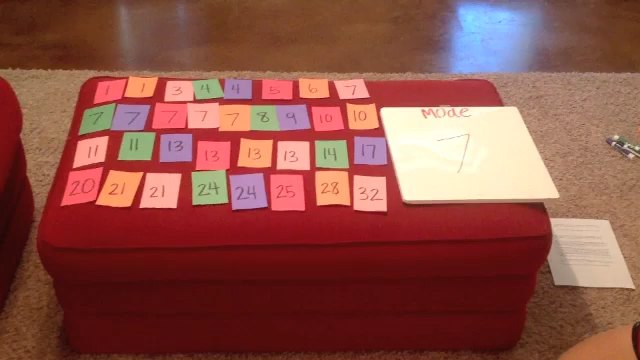 1 1 3 4 4 5 6 7
7 7 7 7 7 8 9 10 10
11 11 13 13 13 13 14 17
20 21 21 24 24 25 28 32
Mode
7